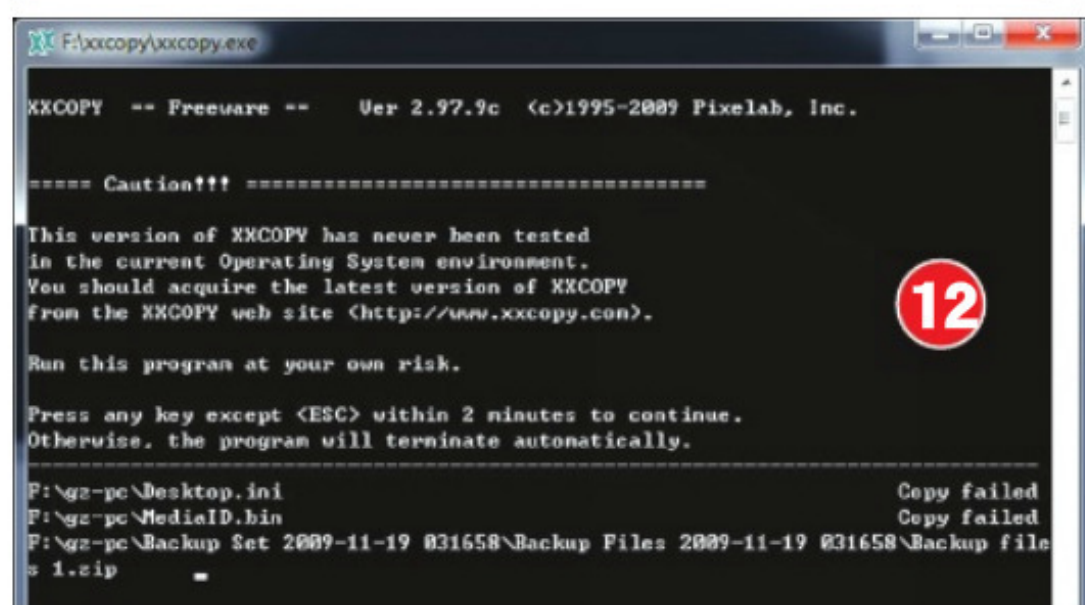 F:\xxcopy\xxcopy.exe
XXCOPY == Freeware == Ver 2.97.9c (c)1995-2009 Pixelab, Inc.
===== Caution!!! ====================================
This version of XXCOPY has never been tested
in the current Operating System environment.
You should acquire the latest version of XXCOPY
from the XXCOPY web site <http://www.xxcopy.com>.
12
Run this program at your own risk.
Press any key except <ESC> within 2 minutes to continue.
Otherwise, the program will terminate automatically.
-------------------------------------------------------------------------------
F:\gz-pc\Desktop.ini Copy failed
F:\gz-pc\MediaID.bin Copy failed
F:\gz-pc\Backup Set 2009-11-19 031658\Backup Files 2009-11-19 031658\Backup file
s 1.zip